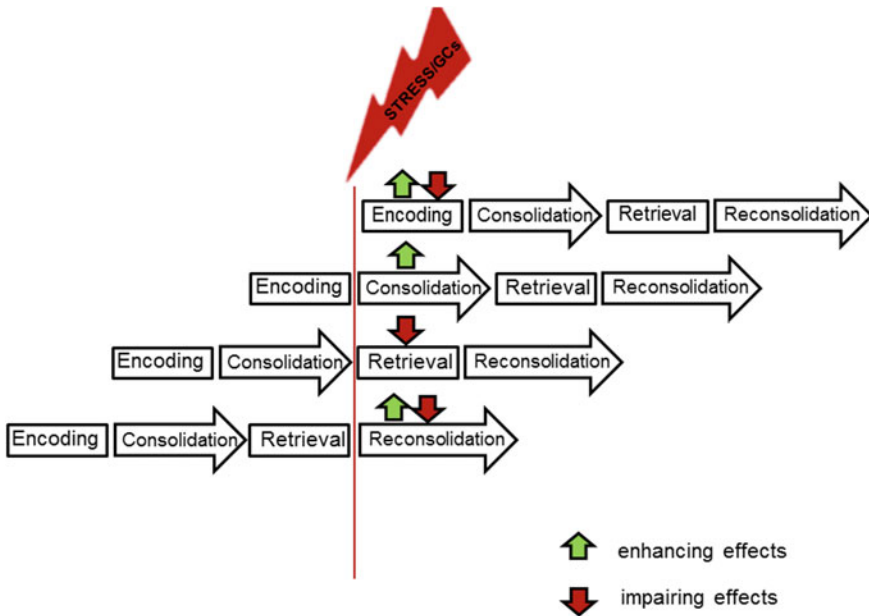 STRESS/GCs
Encoding Consolidation Retrieval Reconsolidation
Encoding Consolidation Retrieval Reconsolidation
Encoding Consolidation Retrieval Reconsolidation
Encoding Consolidation Retrieval Reconsolidation
enhancing effects
impairing effects